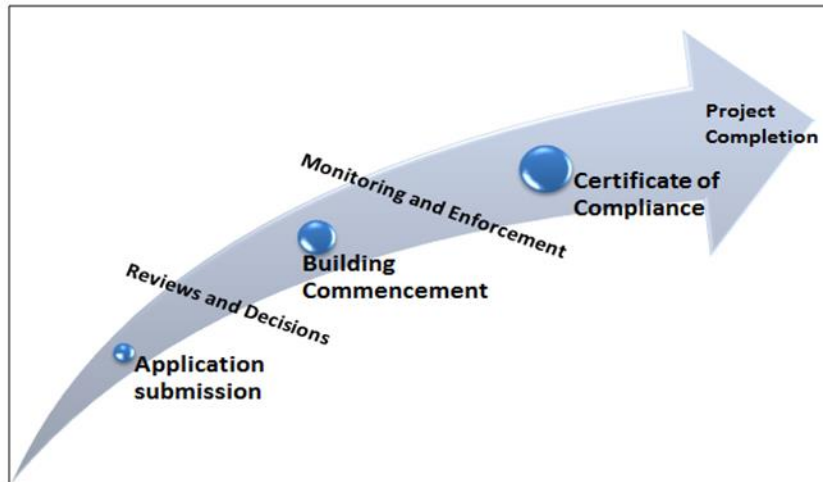 Project
Completion
Monitoring and Enforcement
Certificate of
Compliance
Building
Commencement
Reviews and Decisions
Application
submission